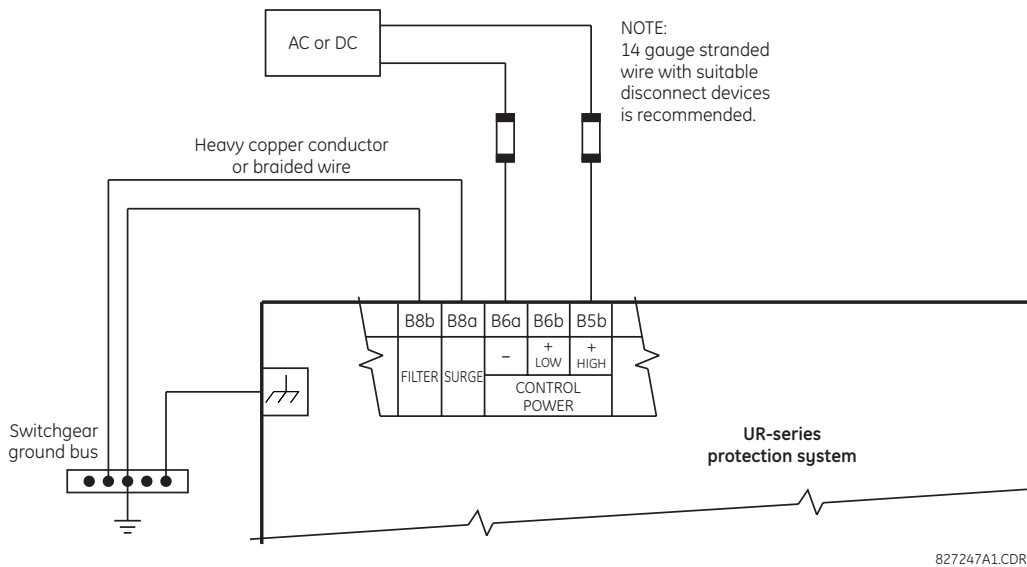 AC or DC
NOTE:
14 gauge stranded
wire with suitable
disconnect devices
is recommended.
Heavy copper conductor
or braided wire
B8b B8a B6a B6b B5b
FILTER SURGE – + LOW + HIGH
CONTROL
POWER
Switchgear
ground bus
UR-series
protection system
827247A1.CDR